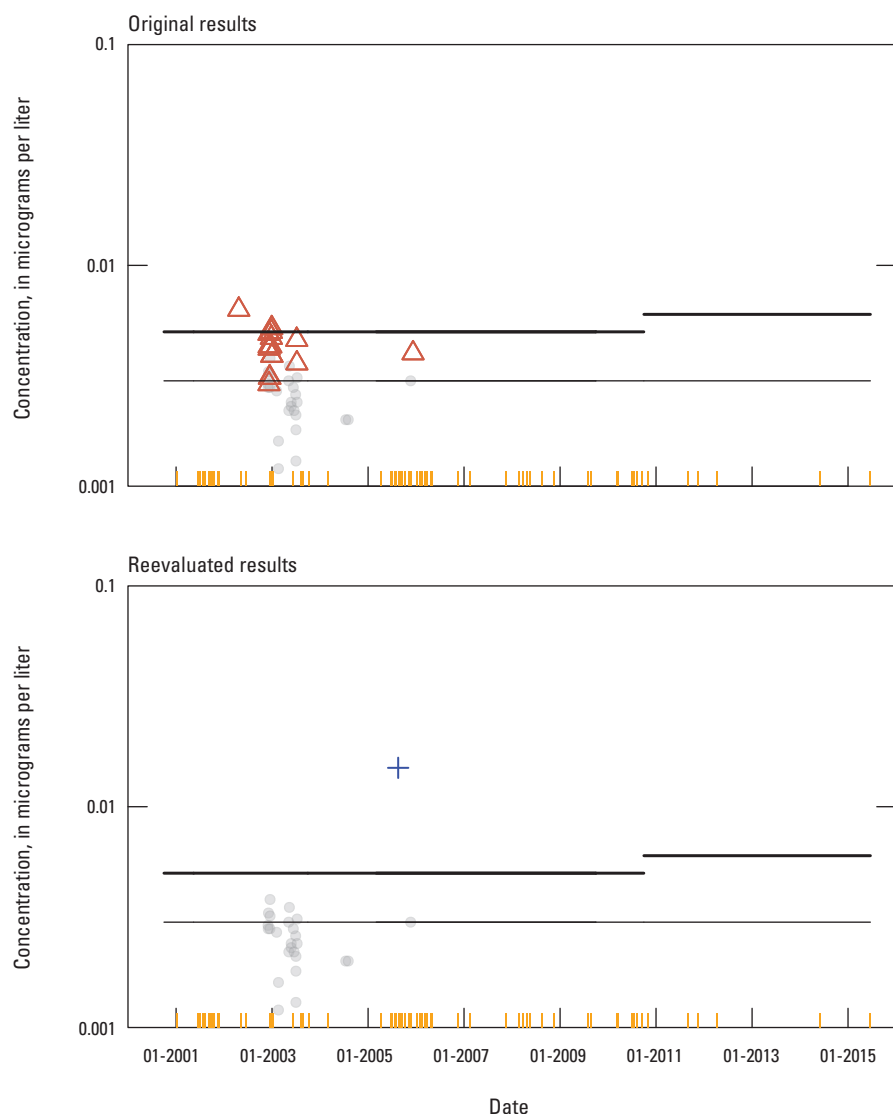 Original results
0.1
0.01
0.001
Concentration, in micrograms per liter
Reevaluated results
0.1
0.01
0.001
Concentration, in micrograms per liter
01-2001 01-2003 01-2005 01-2007 01-2009 01-2011 01-2013 01-2015
Date